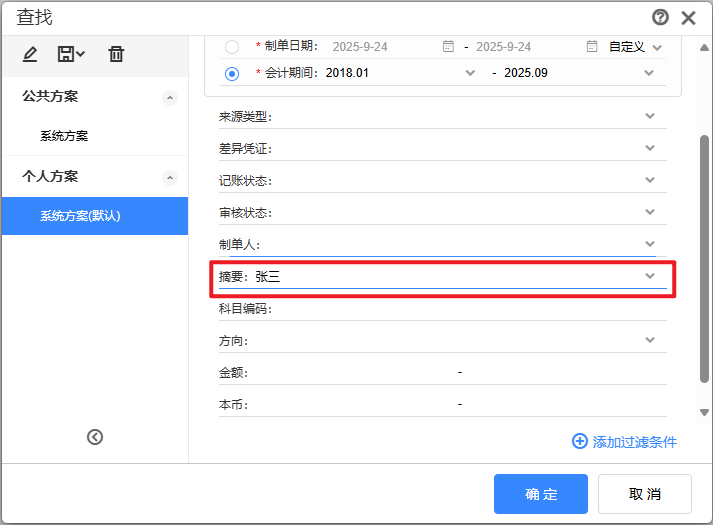 查找
公共方案
系统方案
个人方案
系统方案(默认)
* 制单日期: 2025-9-24 - 2025-9-24 自定义
* 会计期间: 2018.01 - 2025.09
来源类型:
差异凭证:
记账状态:
审核状态:
制单人:
摘要: 张三
科目编码:
方向:
金额: -
本币: -
添加过滤条件
确定 取消